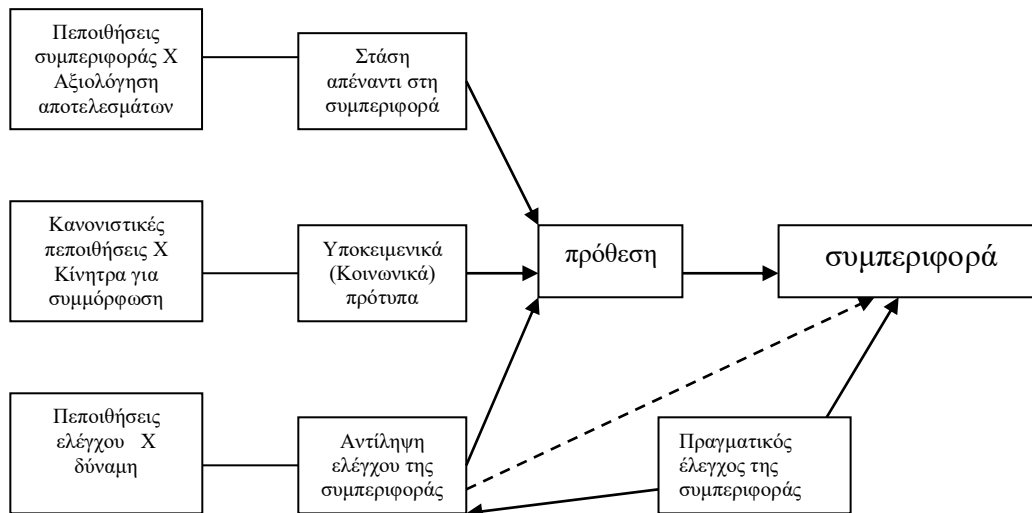 Πεποιθήσεις
συμπεριφοράς Χ
Αξιολόγηση
αποτελεσμάτων
Στάση
απέναντι στη
συμπεριφορά
Κανονιστικές
πεποιθήσεις Χ
Κίνητρα για
συμμόρφωση
Υποκειμενικά
(Κοινωνικά)
πρότυπα
πρόθεση
συμπεριφορά
Πεποιθήσεις
ελέγχου Χ
δύναμη
Αντίληψη
ελέγχου της
συμπεριφοράς
Πραγματικός
έλεγχος της
συμπεριφοράς